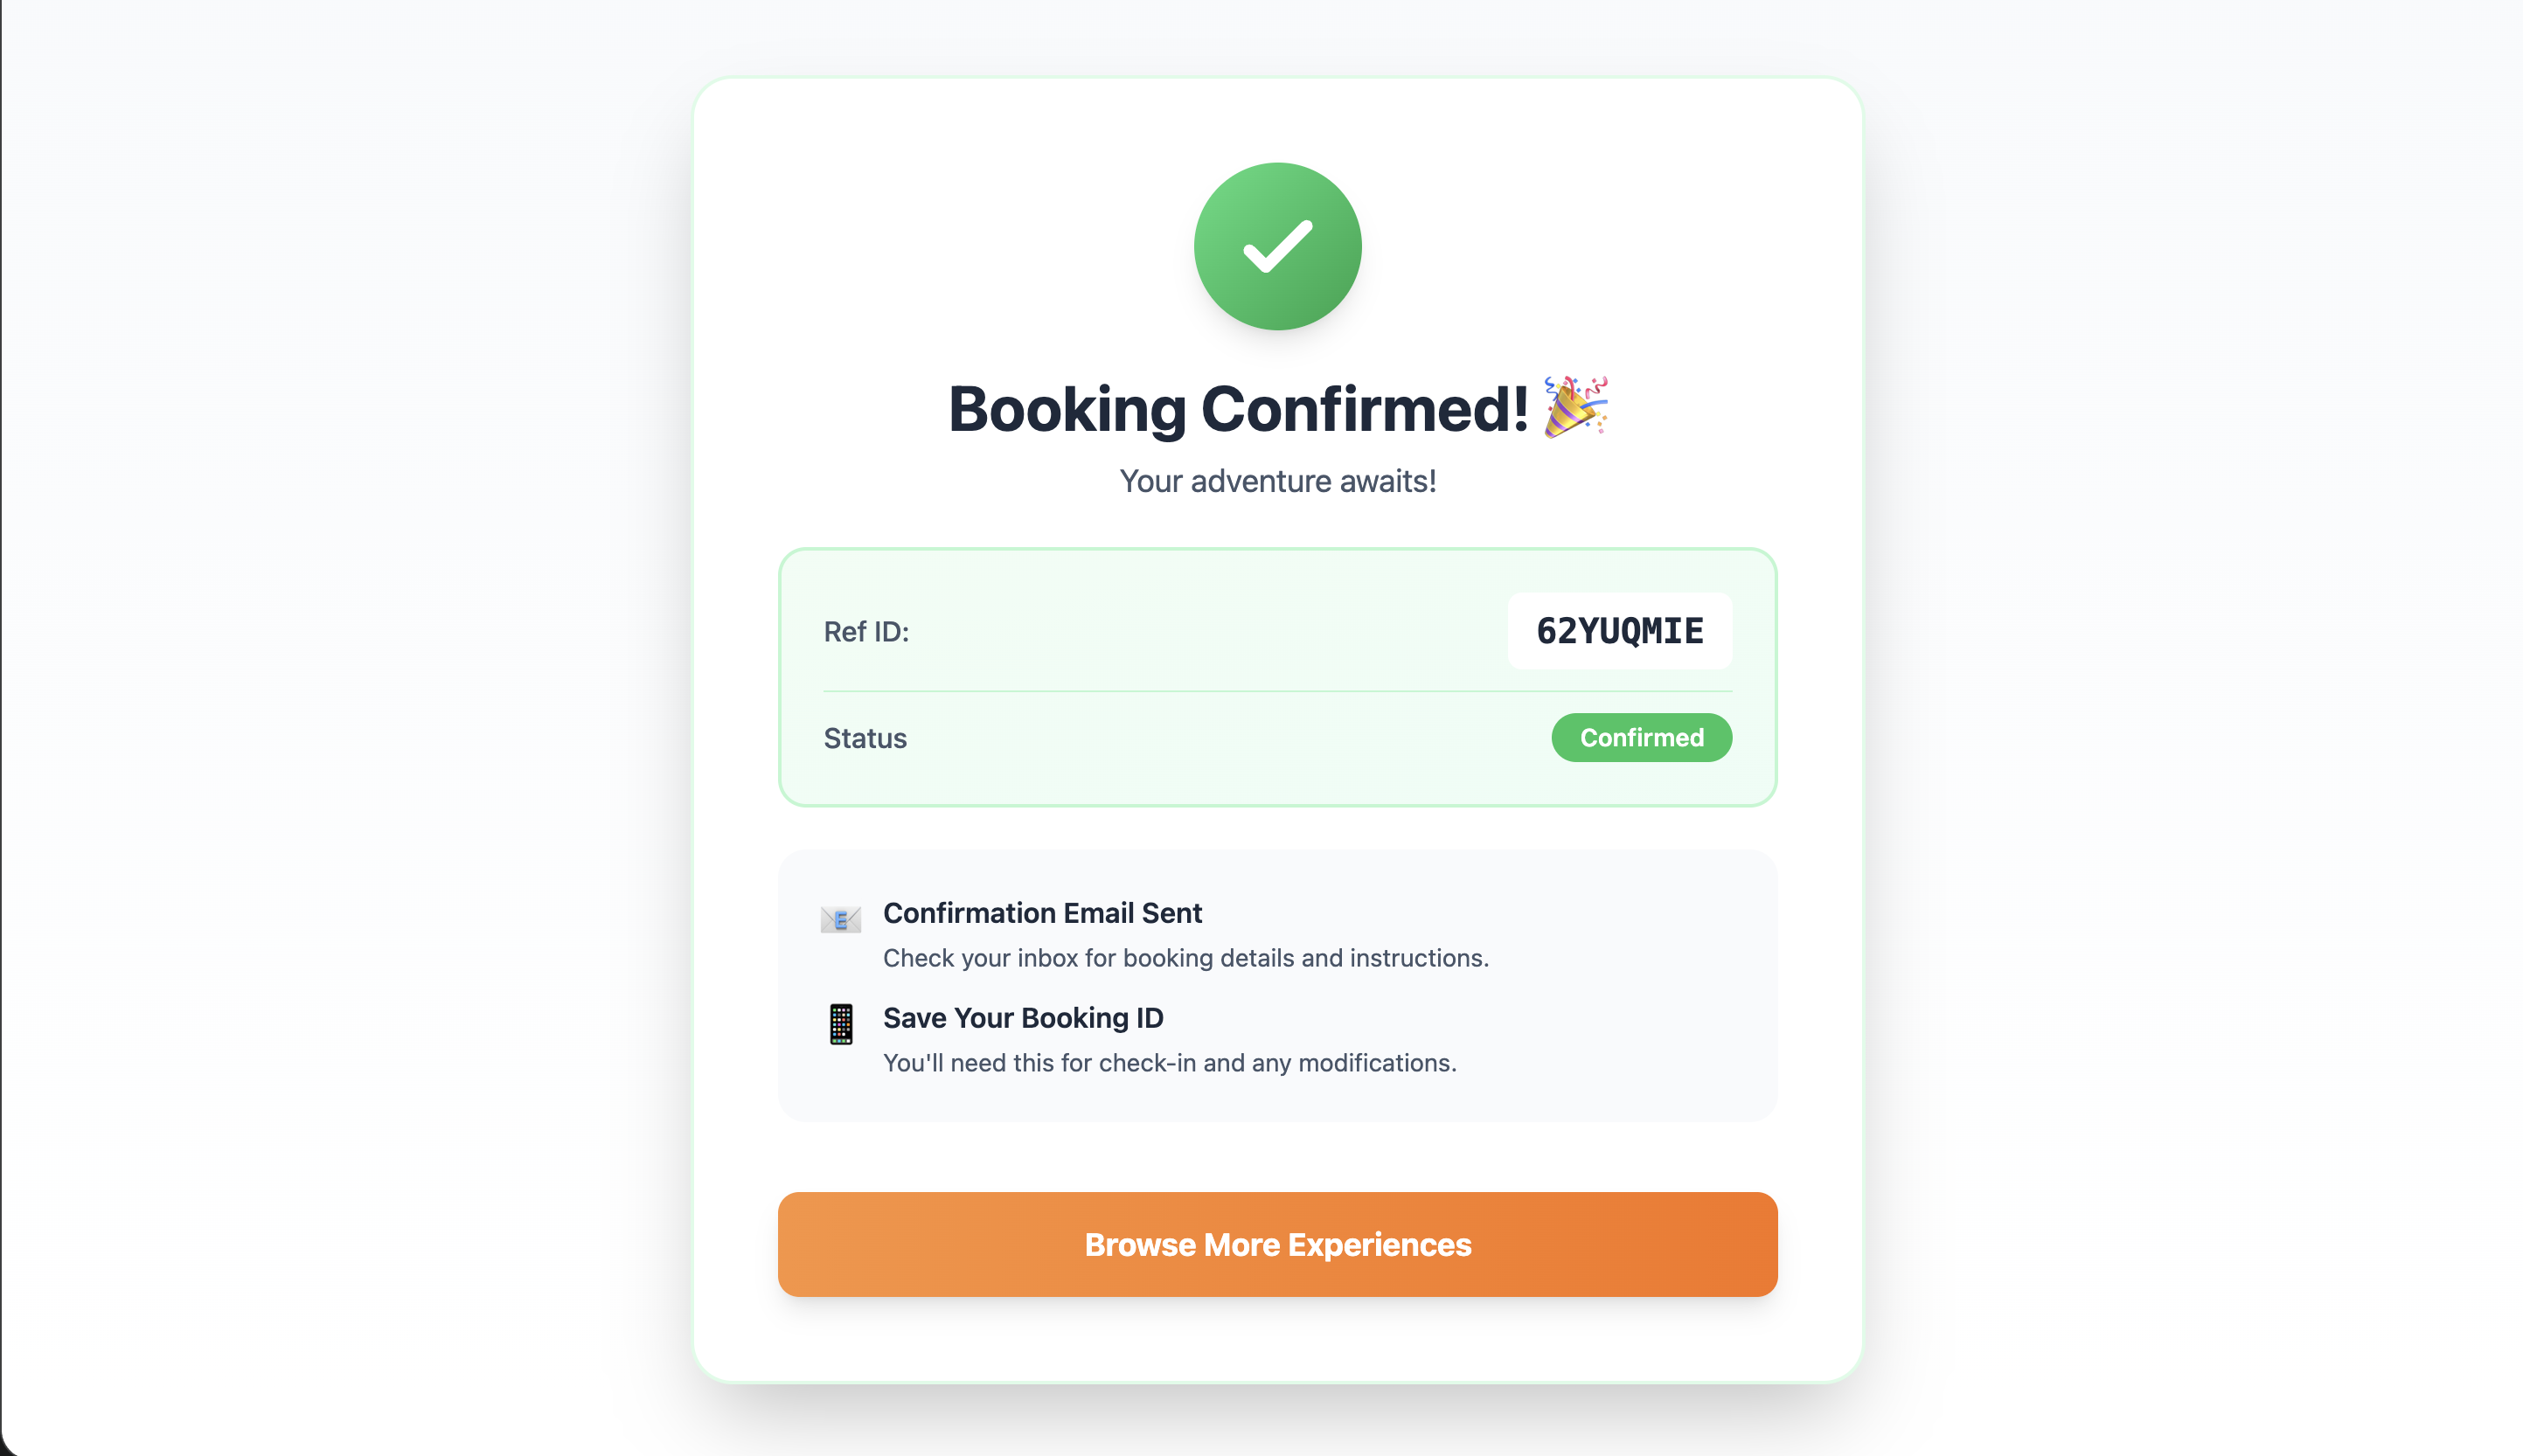 Booking Confirmed! 🎉
Your adventure awaits!
Ref ID: 62YUQMIE
Status Confirmed
Confirmation Email Sent
Check your inbox for booking details and instructions.
Save Your Booking ID
You'll need this for check-in and any modifications.
Browse More Experiences